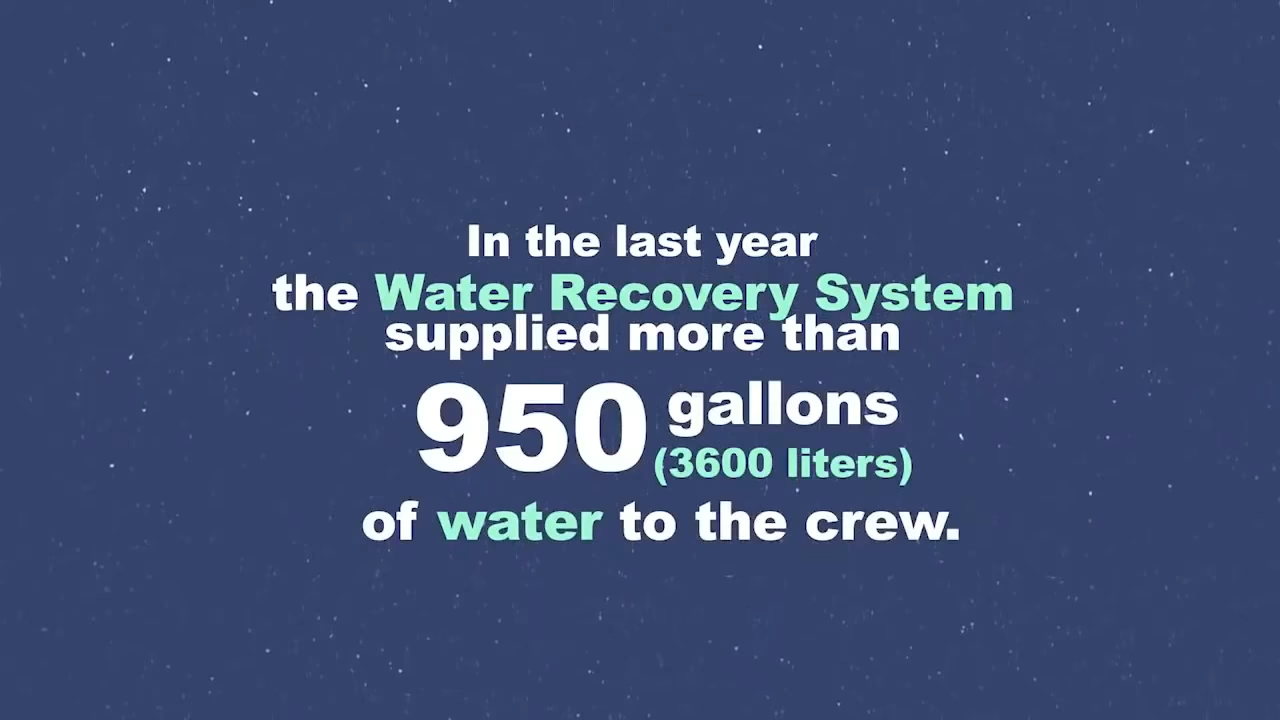 In the last year
the Water Recovery System
supplied more than
950 gallons
(3600 liters)
of water to the crew.